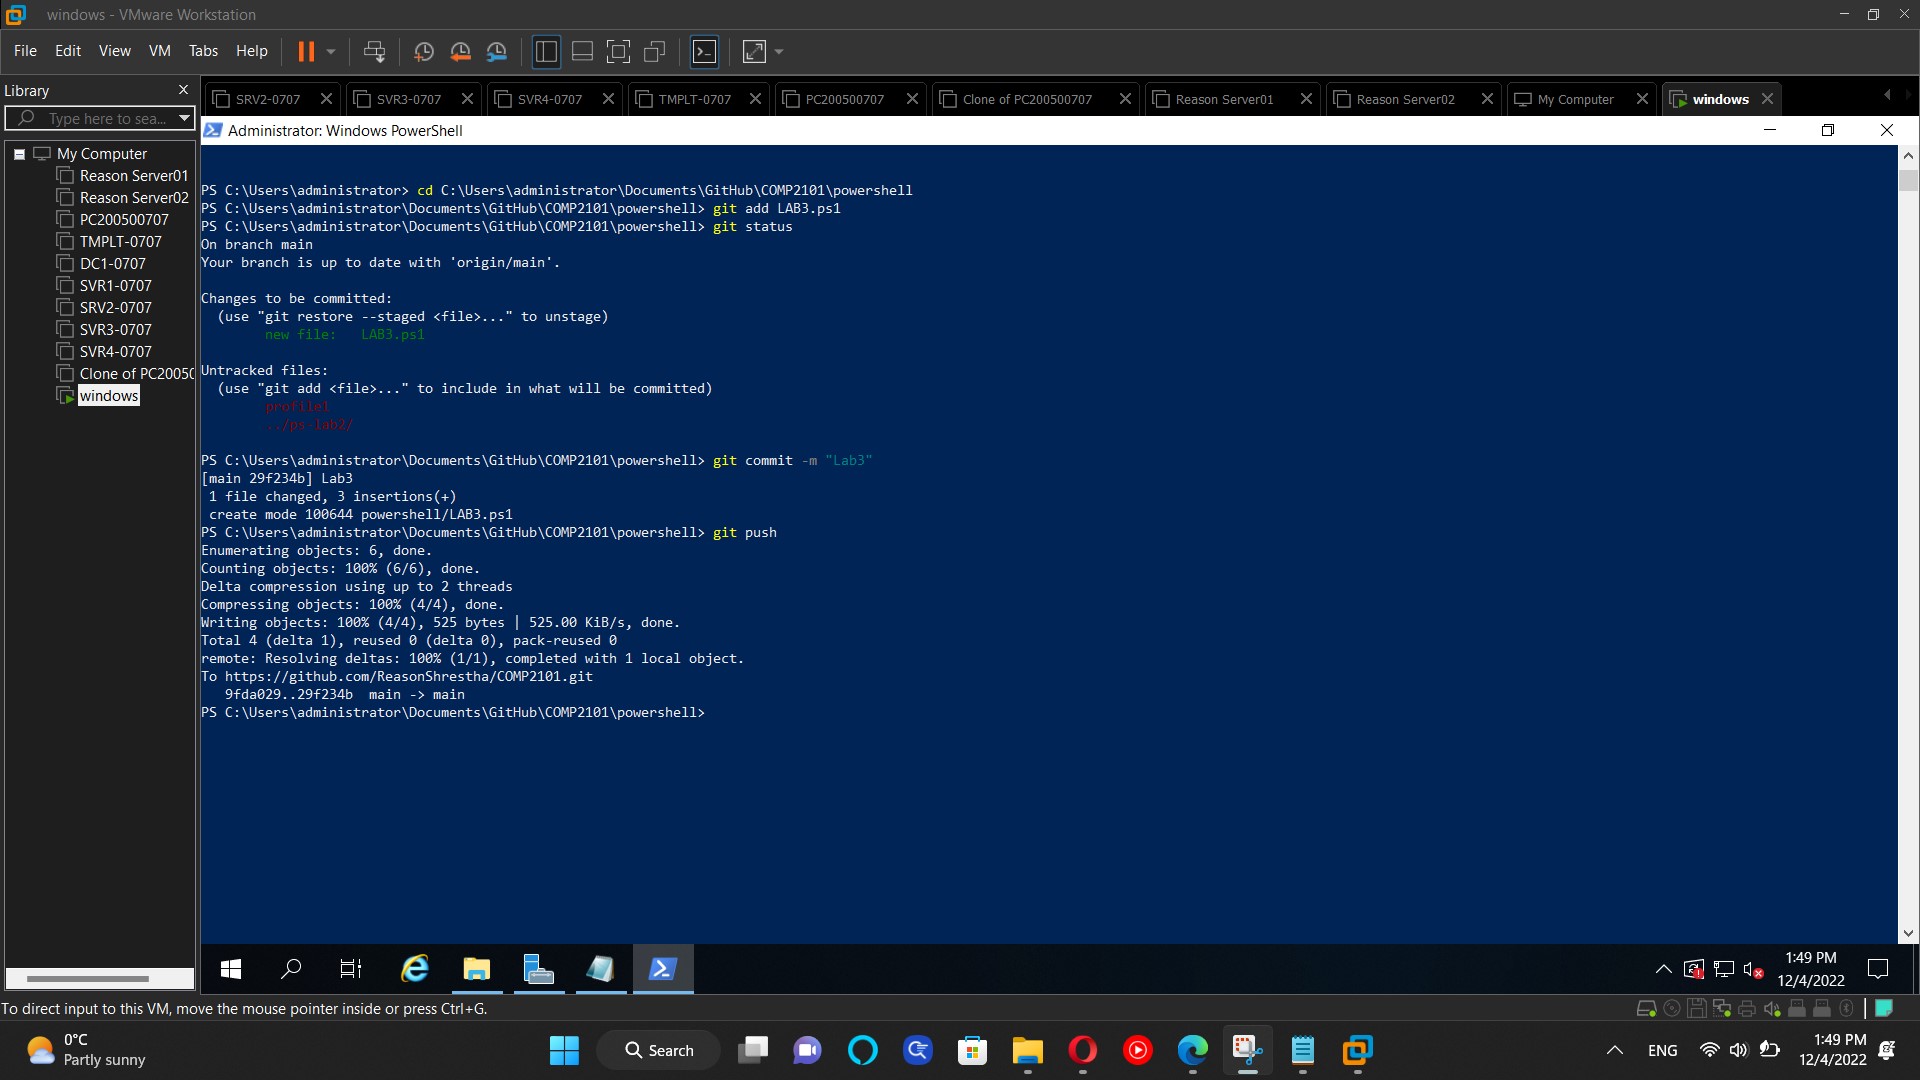 windows - VMware Workstation
File Edit View VM Tabs Help
Library
Type here to sea...
My Computer
Reason Server01
Reason Server02
PC200500707
TMPLT-0707
DC1-0707
SVR1-0707
SRV2-0707
SVR3-0707
SVR4-0707
Clone of PC20050
windows
SRV2-0707 SVR3-0707 SVR4-0707 TMPLT-0707 PC200500707 Clone of PC200500707 Reason Server01 Reason Server02 My Computer windows
Administrator: Windows PowerShell
PS C:\Users\administrator> cd C:\Users\administrator\Documents\GitHub\COMP2101\powershell
PS C:\Users\administrator\Documents\GitHub\COMP2101\powershell> git add LAB3.ps1
PS C:\Users\administrator\Documents\GitHub\COMP2101\powershell> git status
On branch main
Your branch is up to date with 'origin/main'.
Changes to be committed:
(use "git restore --staged <file>..." to unstage)
new file: LAB3.ps1
Untracked files:
(use "git add <file>..." to include in what will be committed)
profile1
../ps-lab2/
PS C:\Users\administrator\Documents\GitHub\COMP2101\powershell> git commit -m "Lab3"
[main 29f234b] Lab3
1 file changed, 3 insertions(+)
create mode 100644 powershell/LAB3.ps1
PS C:\Users\administrator\Documents\GitHub\COMP2101\powershell> git push
Enumerating objects: 6, done.
Counting objects: 100% (6/6), done.
Delta compression using up to 2 threads
Compressing objects: 100% (4/4), done.
Writing objects: 100% (4/4), 525 bytes | 525.00 KiB/s, done.
Total 4 (delta 1), reused 0 (delta 0), pack-reused 0
remote: Resolving deltas: 100% (1/1), completed with 1 local object.
To https://github.com/ReasonShrestha/COMP2101.git
9fda029..29f234b main -> main
PS C:\Users\administrator\Documents\GitHub\COMP2101\powershell>
1:49 PM
12/4/2022
To direct input to this VM, move the mouse pointer inside or press Ctrl+G.
0°C
Partly sunny
Search
ENG
1:49 PM
12/4/2022